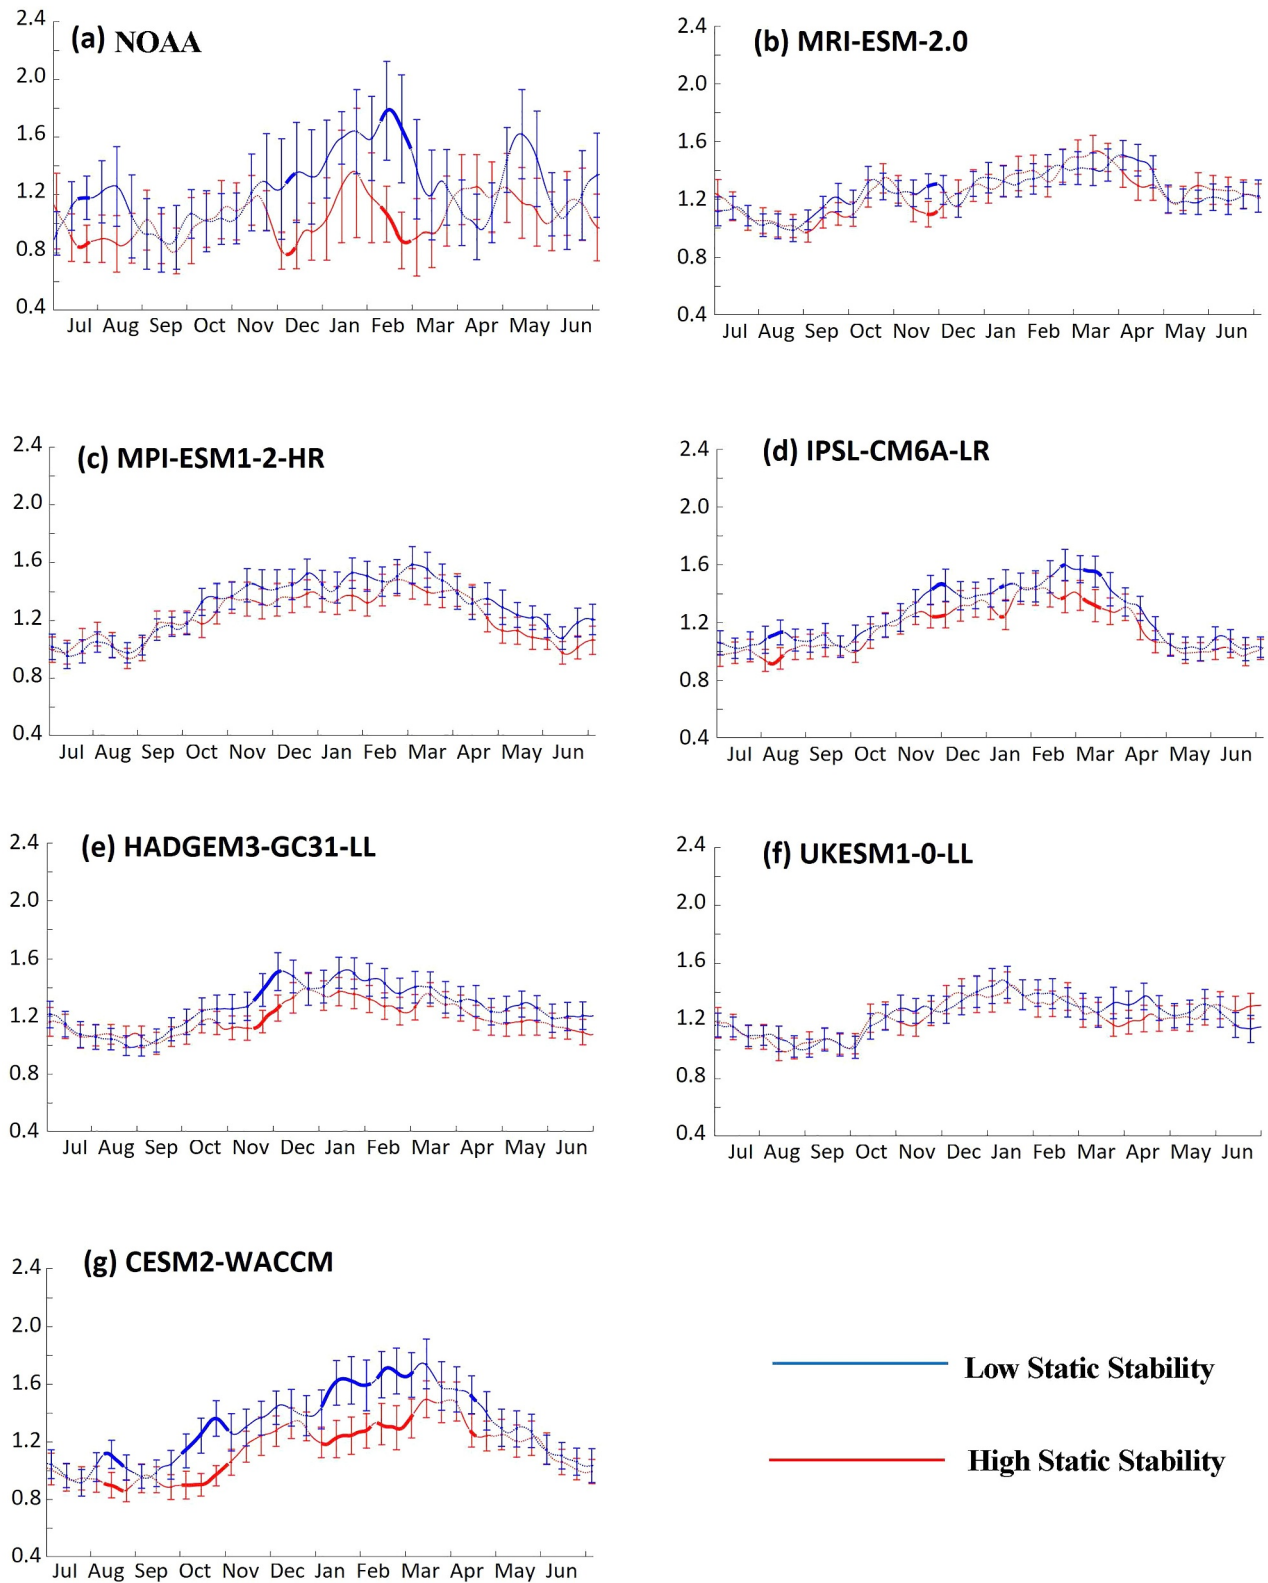 (a) NOAA
2.4
2.0
1.6
1.2
0.8
0.4
Jul Aug Sep Oct Nov Dec Jan Feb Mar Apr May Jun
(b) MRI-ESM-2.0
2.4
2.0
1.6
1.2
0.8
0.4
Jul Aug Sep Oct Nov Dec Jan Feb Mar Apr May Jun
(c) MPI-ESM1-2-HR
2.4
2.0
1.6
1.2
0.8
0.4
Jul Aug Sep Oct Nov Dec Jan Feb Mar Apr May Jun
(d) IPSL-CM6A-LR
2.4
2.0
1.6
1.2
0.8
0.4
Jul Aug Sep Oct Nov Dec Jan Feb Mar Apr May Jun
(e) HADGEM3-GC31-LL
2.4
2.0
1.6
1.2
0.8
0.4
Jul Aug Sep Oct Nov Dec Jan Feb Mar Apr May Jun
(f) UKESM1-0-LL
2.4
2.0
1.6
1.2
0.8
0.4
Jul Aug Sep Oct Nov Dec Jan Feb Mar Apr May Jun
(g) CESM2-WACCM
2.4
2.0
1.6
1.2
0.8
0.4
Jul Aug Sep Oct Nov Dec Jan Feb Mar Apr May Jun
Low Static Stability
High Static Stability